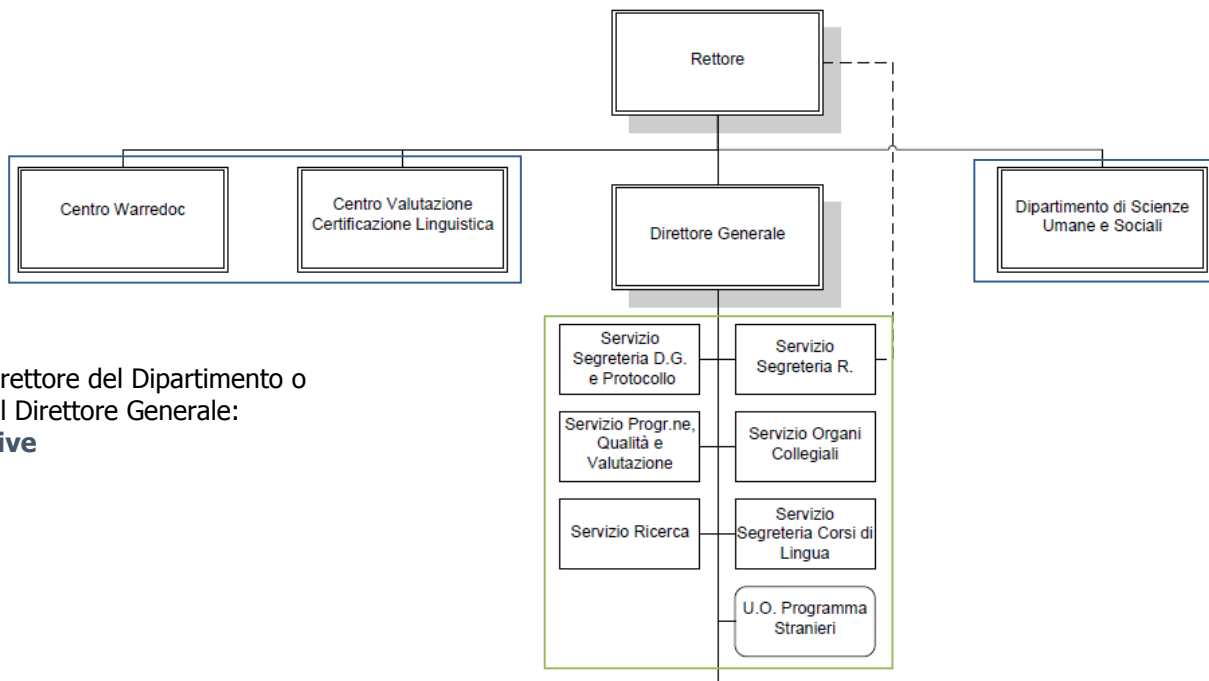 Rettore
Centro Warredoc
Centro Valutazione
Certificazione Linguistica
Direttore Generale
Dipartimento di Scienze
Umane e Sociali
rettore del Dipartimento o
l Direttore Generale:
ive
Servizio
Segreteria D.G.
e Protocollo
Servizio
Segreteria R.
Servizio Progr.ne,
Qualità e
Valutazione
Servizio Organi
Collegiali
Servizio Ricerca
Servizio
Segreteria Corsi di
Lingua
U.O. Programma
Stranieri